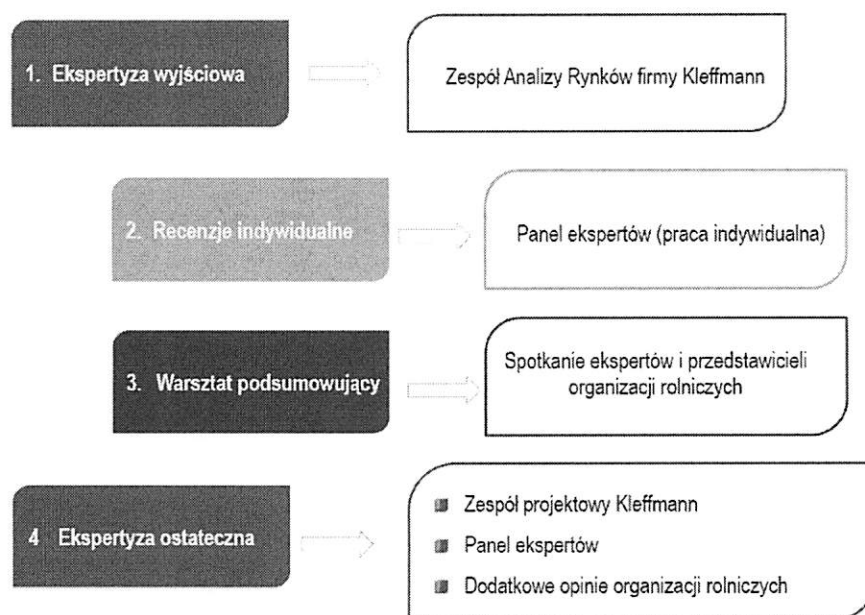 1. Ekspertyza wyjściowa
Zespół Analizy Rynków firmy Kleffmann
2. Recenzje indywidualne
Panel ekspertów (praca indywidualna)
3. Warsztat podsumowujący
Spotkanie ekspertów i przedstawicieli
organizacji rolniczych
4 Ekspertyza ostateczna
Zespół projektowy Kleffmann
Panel ekspertów
Dodatkowe opinie organizacji rolniczych